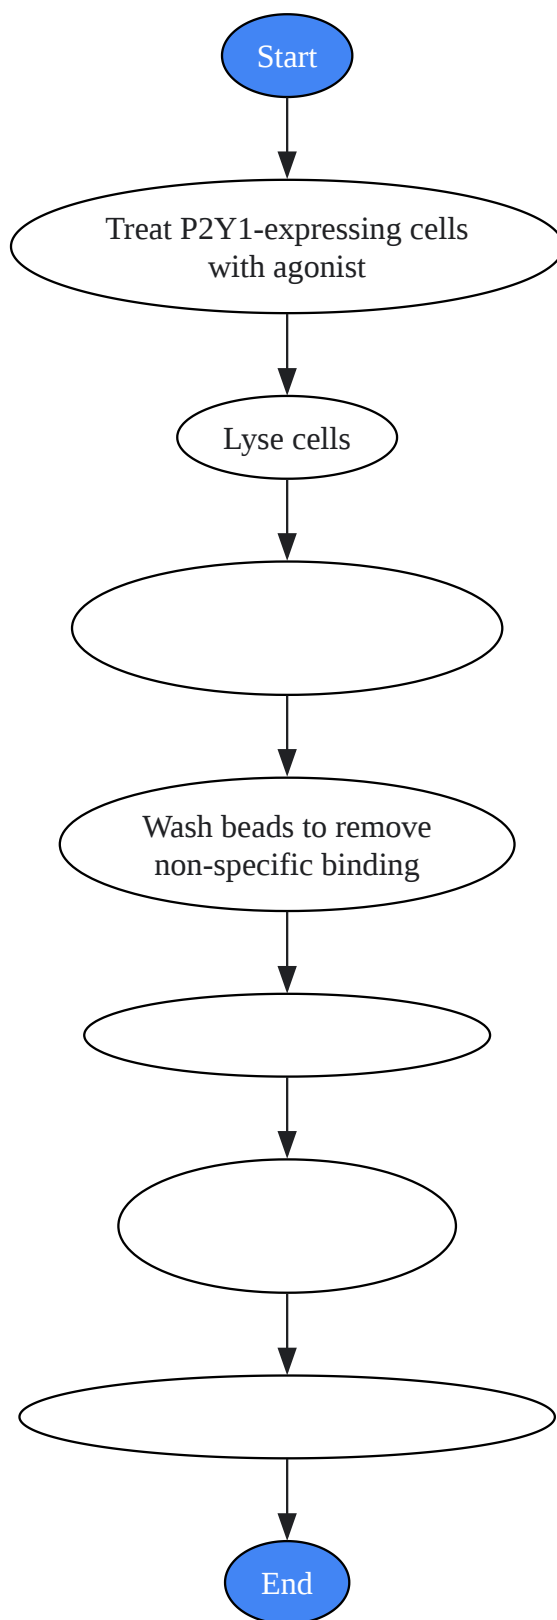 Start
Treat P2Y1-expressing cells
with agonist
Lyse cells
Wash beads to remove
non-specific binding
End